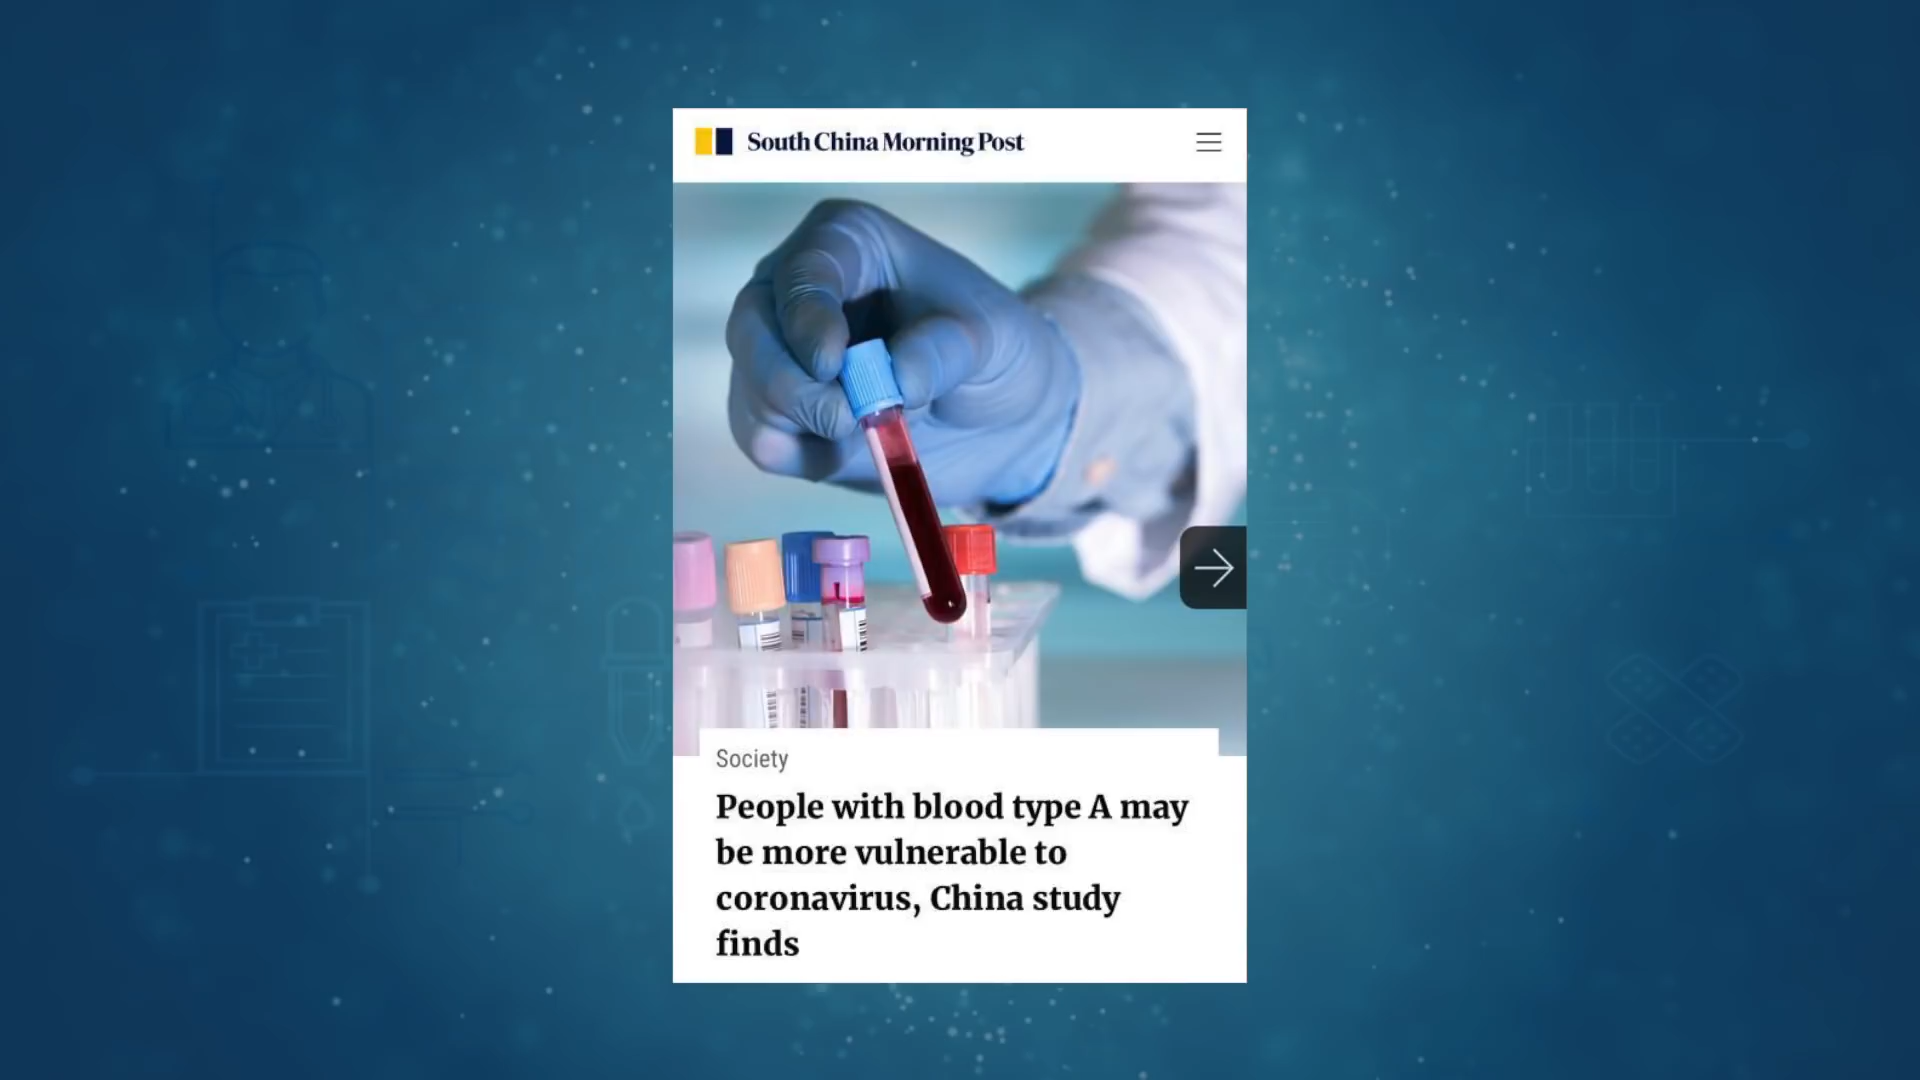 South China Morning Post
Society
People with blood type A may
be more vulnerable to
coronavirus, China study
finds